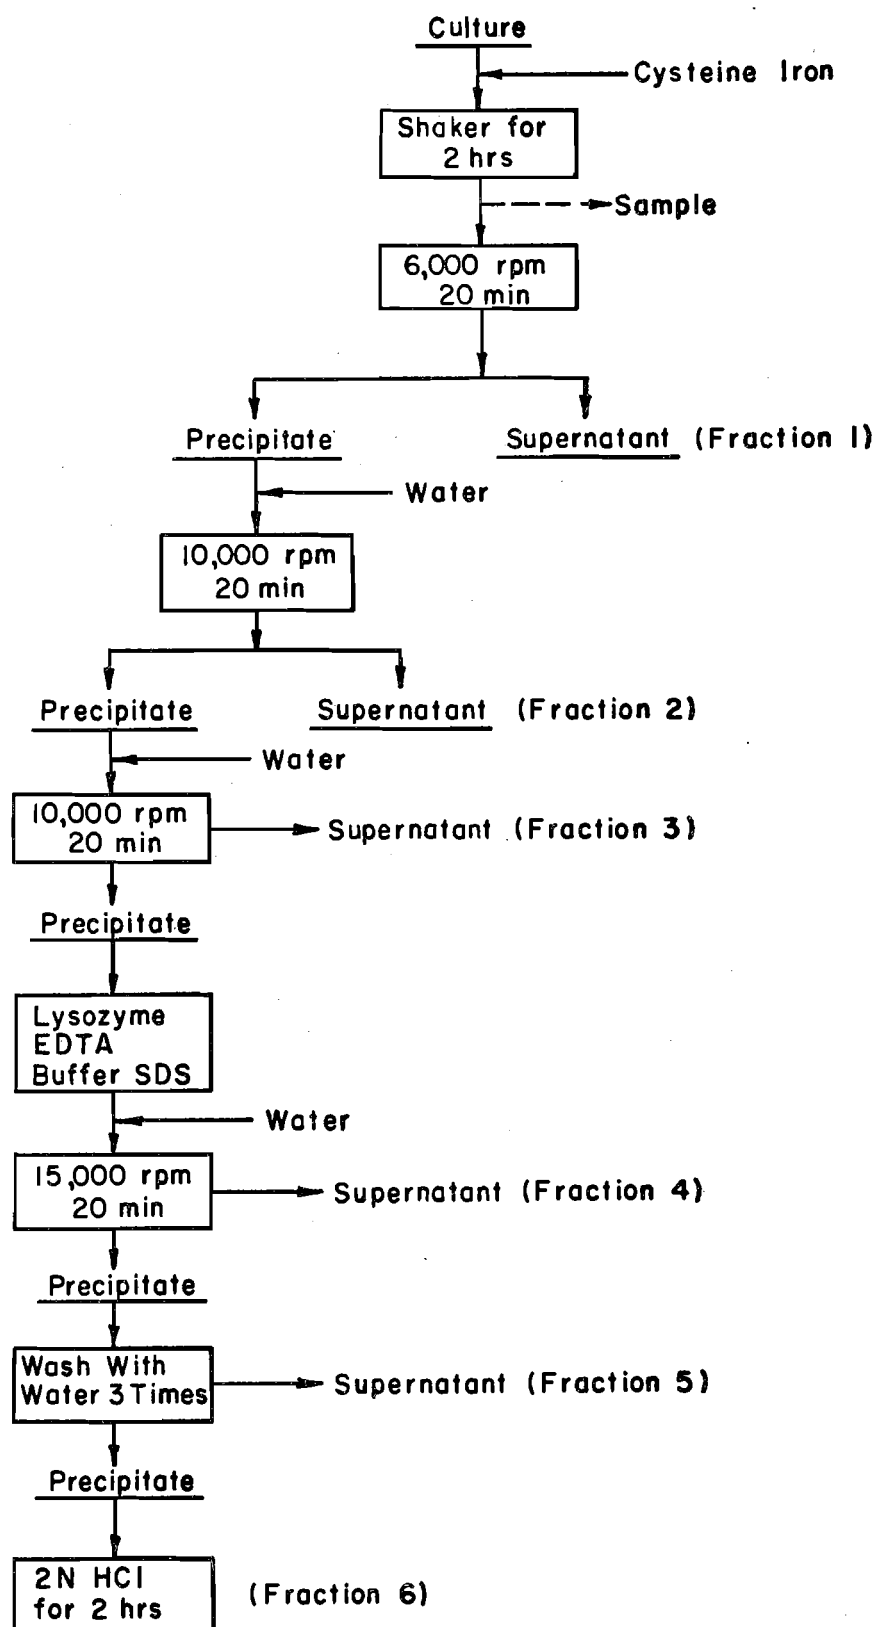 Culture
Cysteine Iron
Shaker for
2 hrs
Sample
6,000 rpm
20 min
Precipitate
Supernatant (Fraction 1)
Water
10,000 rpm
20 min
Precipitate
Supernatant (Fraction 2)
Water
10,000 rpm
20 min
Supernatant (Fraction 3)
Precipitate
Lysozyme
EDTA
Buffer SDS
Water
15,000 rpm
20 min
Supernatant (Fraction 4)
Precipitate
Wash With
Water 3 Times
Supernatant (Fraction 5)
Precipitate
2N HCl
for 2 hrs
(Fraction 6)